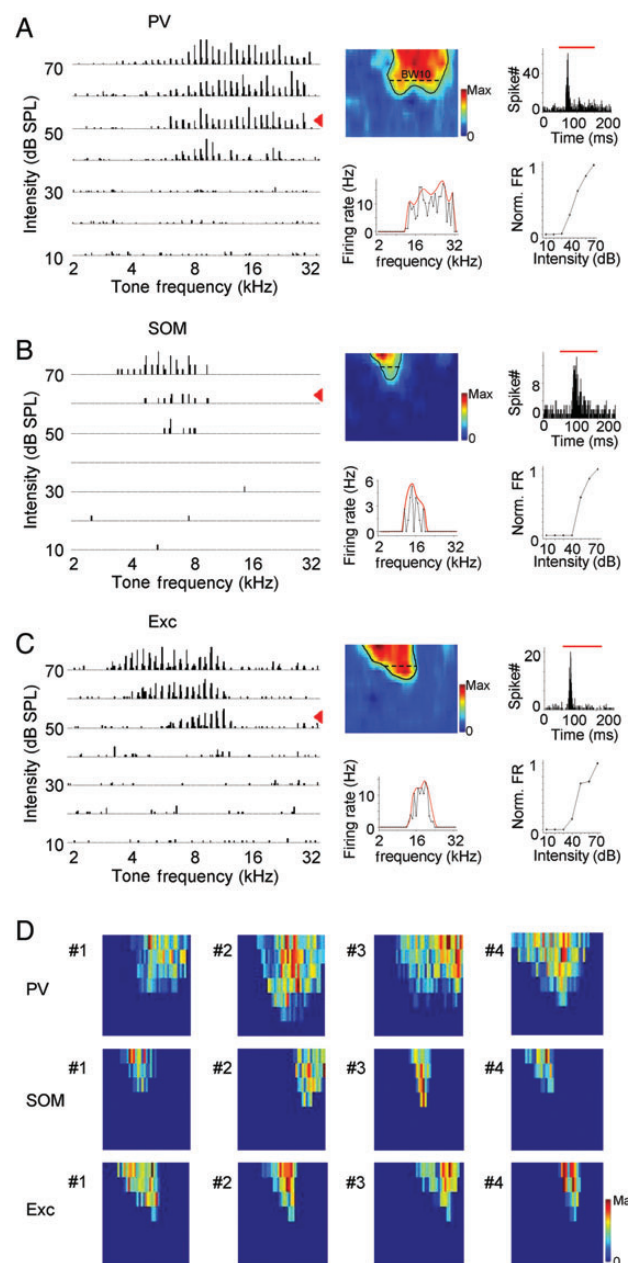 A
PV
Intensity (dB SPL)
70
50
30
10
2 4 8 16 32
Tone frequency (kHz)
BW10
Max
0
Spike#
40
0
0 100 200
Time (ms)
Firing rate (Hz)
10
0
2 16 32
frequency (kHz)
Norm. FR
1
0
10 40 70
Intensity (dB)
B
SOM
Intensity (dB SPL)
70
50
30
10
2 4 8 16 32
Tone frequency (kHz)
Max
0
Spike#
8
0
0 100 200
Time (ms)
Firing rate (Hz)
6
3
0
2 16 32
frequency (kHz)
Norm. FR
1
0
10 40 70
Intensity (dB)
C
Exc
Intensity (dB SPL)
70
50
30
10
2 4 8 16 32
Tone frequency (kHz)
Max
0
Spike#
20
0
0 100 200
Time (ms)
Firing rate (Hz)
10
0
2 16 32
frequency (kHz)
Norm. FR
1
0
10 40 70
Intensity (dB)
D
#1 #2 #3 #4
PV
#1 #2 #3 #4
SOM
#1 #2 #3 #4
Exc
Ma
0